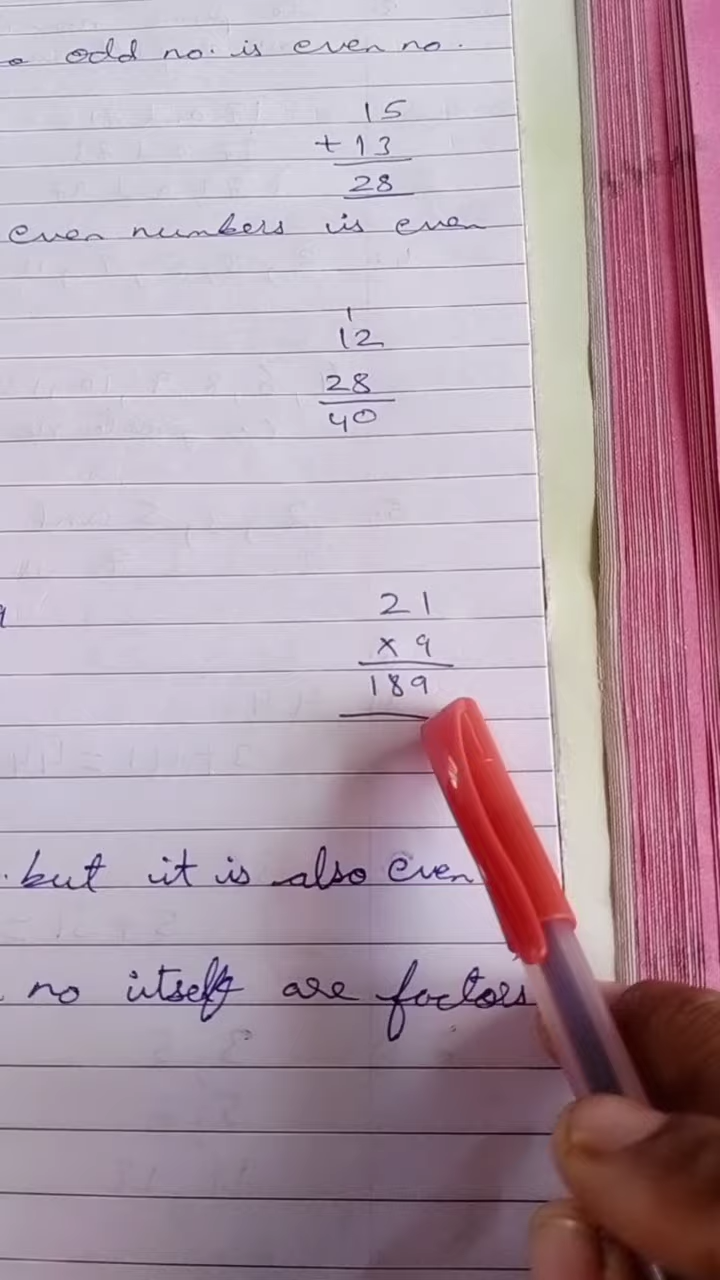 odd no. is even no.
15
+ 13
28
even numbers is even
1
12
28
40
21
x 9
189
. but it is also even
no itself are factors